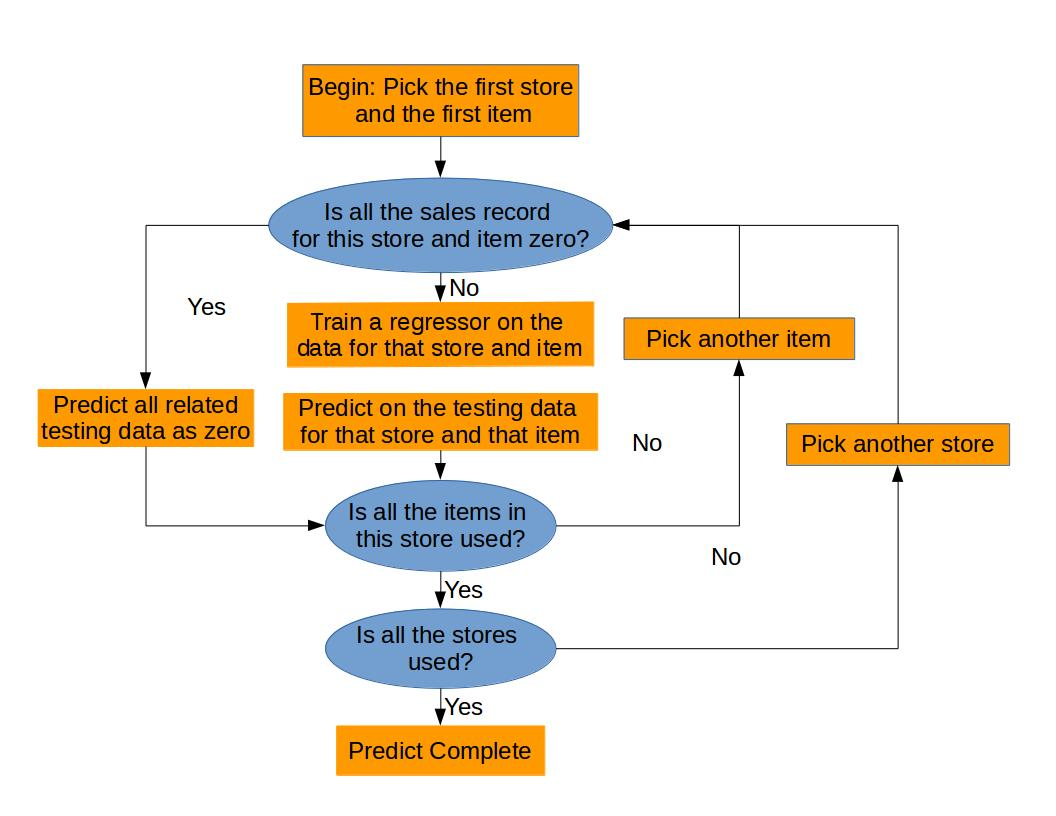 Begin: Pick the first store
and the first item
Is all the sales record
for this store and item zero?
No
Yes
Train a regressor on the
data for that store and item
Pick another item
Predict all related
testing data as zero
Predict on the testing data
for that store and that item
No
Pick another store
Is all the items in
this store used?
No
Yes
Is all the stores
used?
Yes
Predict Complete